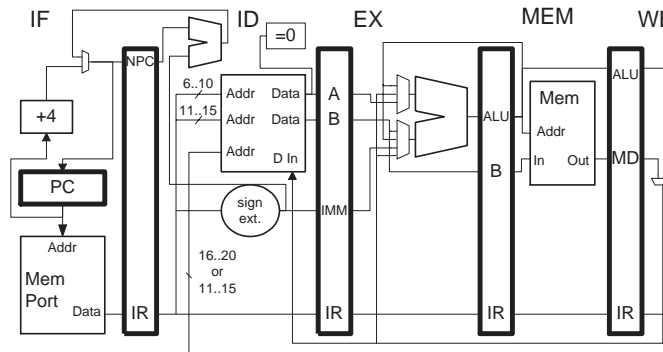 IF
ID
EX
MEM
WB
=0
NPC
+4
PC
Addr
Mem
Port
Data
IR
6..10
11..15
Addr
Data
Addr
Data
Addr
D In
sign
ext.
16..20
or
11..15
A
B
IMM
IR
ALU
B
IR
Mem
Addr
In
Out
ALU
MD
IR